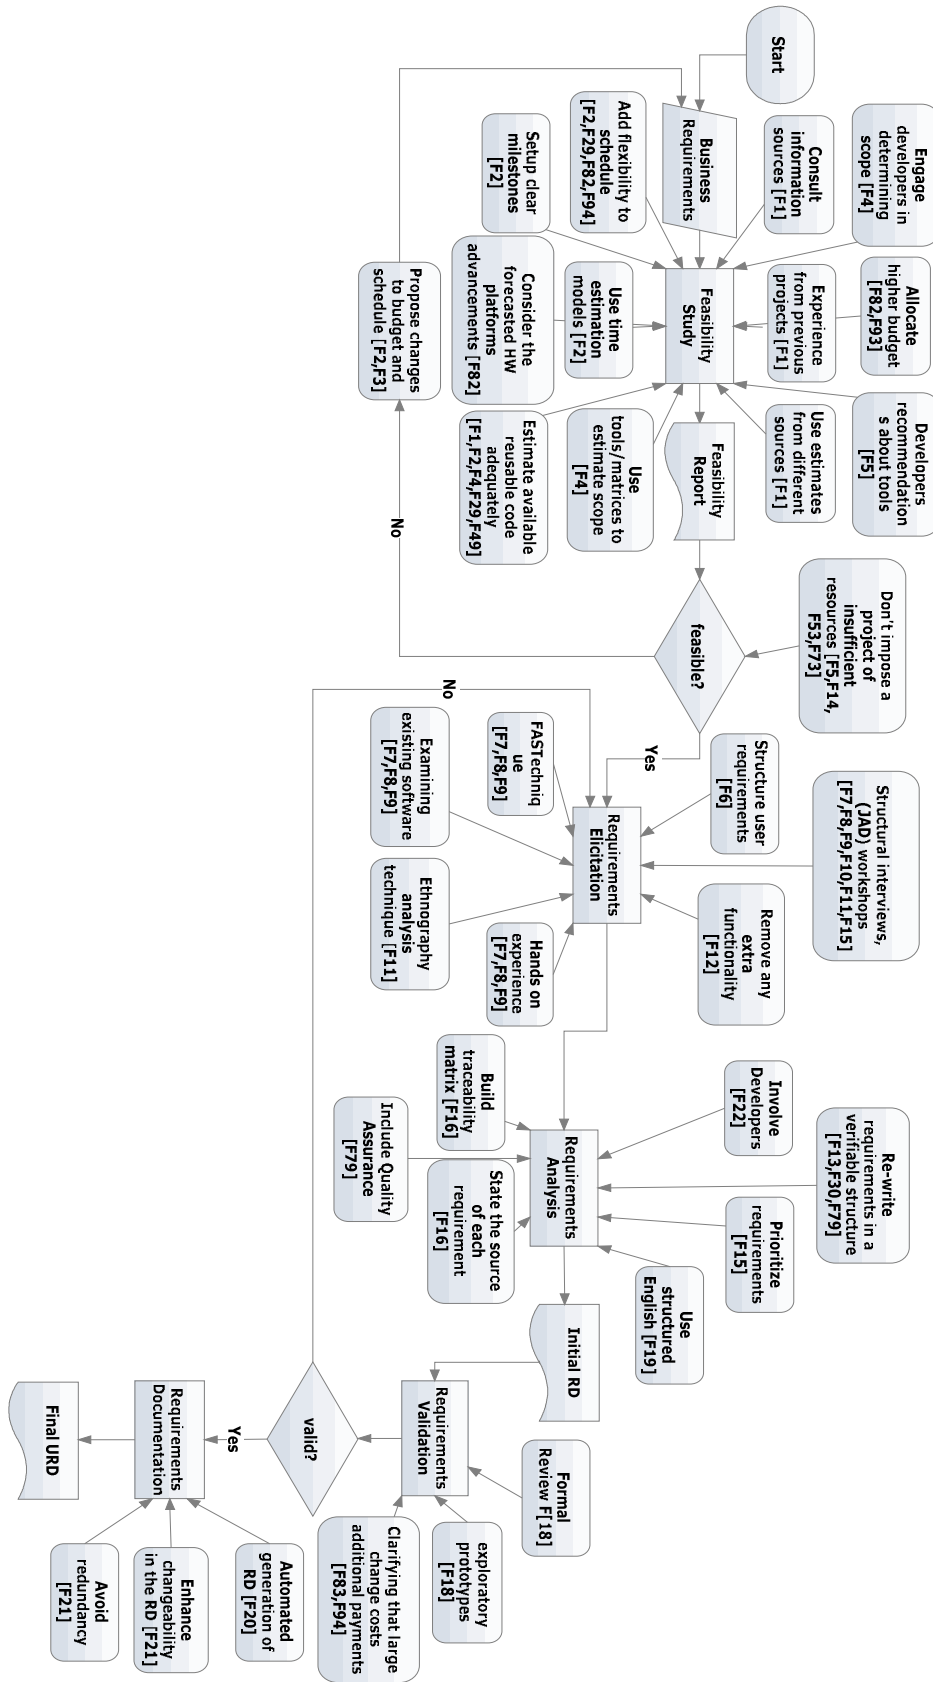 Start
Engage
developers in
determining
scope [F4]
Consult
information
sources [F1]
Business
Requirements
Add flexibility to
schedule
[F2,F29,F82,F94]
Setup clear
milestones
[F2]
Allocate
higher budget
[F82,F93]
Experience
from previous
projects [F1]
Feasibility
Study
Use time
estimation
models [F2]
Consider the
forecasted HW
platforms
advancements [F82]
Propose changes
to budget and
schedule [F2,F3]
Developers
recommendation
s about tools
[F5]
Use estimates
from different
sources [F1]
Feasibility
Report
Use
tools/matrices to
estimate scope
[F4]
Estimate available
reusable code
adequately
[F1,F2,F4,F29,F49]
No
Don't impose a
project of
insufficient
resources [F5,F14,
F53,F73]
feasible?
Yes
No
Structure user
requirements
[F6]
FASTechniq
ue
[F7,F8,F9]
Examining
existing software
[F7,F8,F9]
Structural interviews,
(JAD) workshops
[F7,F8,F9,F10,F11,F15]
Requirements
Elicitation
Remove any
extra
functionality
[F12]
Ethnography
analysis
technique [F11]
Hands on
experience
[F7,F8,F9]
Involve
Developers
[F22]
Build
traceability
matrix [F16]
Include Quality
Assurance
[F79]
Re-write
requirements in a
verifiable structure
[F13,F30,F79]
Requirements
Analysis
Prioritize
requirements
[F15]
State the source
of each
requirement
[F16]
Use
structured
English [F19]
Initial RD
Requirements
Validation
valid?
Yes
Requirements
Documentation
Final URD
Formal
Review F[18]
exploratory
prototypes
[F18]
Clarifying that large
change costs
additional payments
[F83,F94]
Automated
generation of
RD [F20]
Enhance
changeability
in the RD [F21]
Avoid
redundancy
[F21]